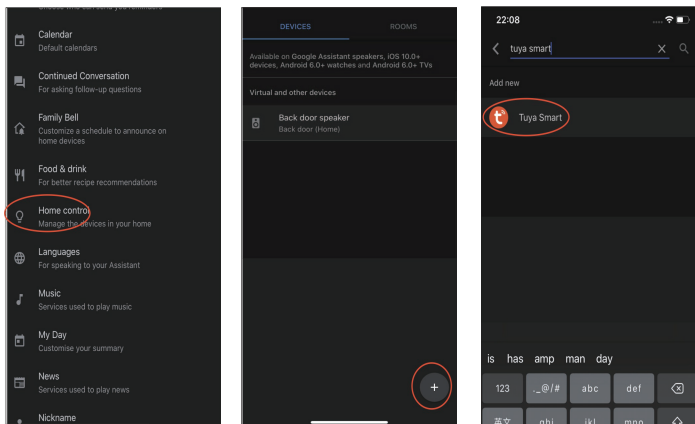 Calendar
Default calendars
Continued Conversation
For asking follow-up questions
Family Bell
Customize a schedule to announce on
home devices
Food & drink
For better recipe recommendations
Home control
Manage the devices in your home
Languages
For speaking to your Assistant
Music
Services used to play music
My Day
Customise your summary
News
Services used to play news
Nickname
DEVICES ROOMS
Available on Google Assistant speakers, iOS 10.0+
devices, Android 6.0+ watches and Android 6.0+ TVs
Virtual and other devices
Back door speaker
Back door (Home)
+
22:08
tuya smart
Add new
t
Tuya Smart
is has amp man day
123 ._@/# abc def
英文 ghi jkl mno